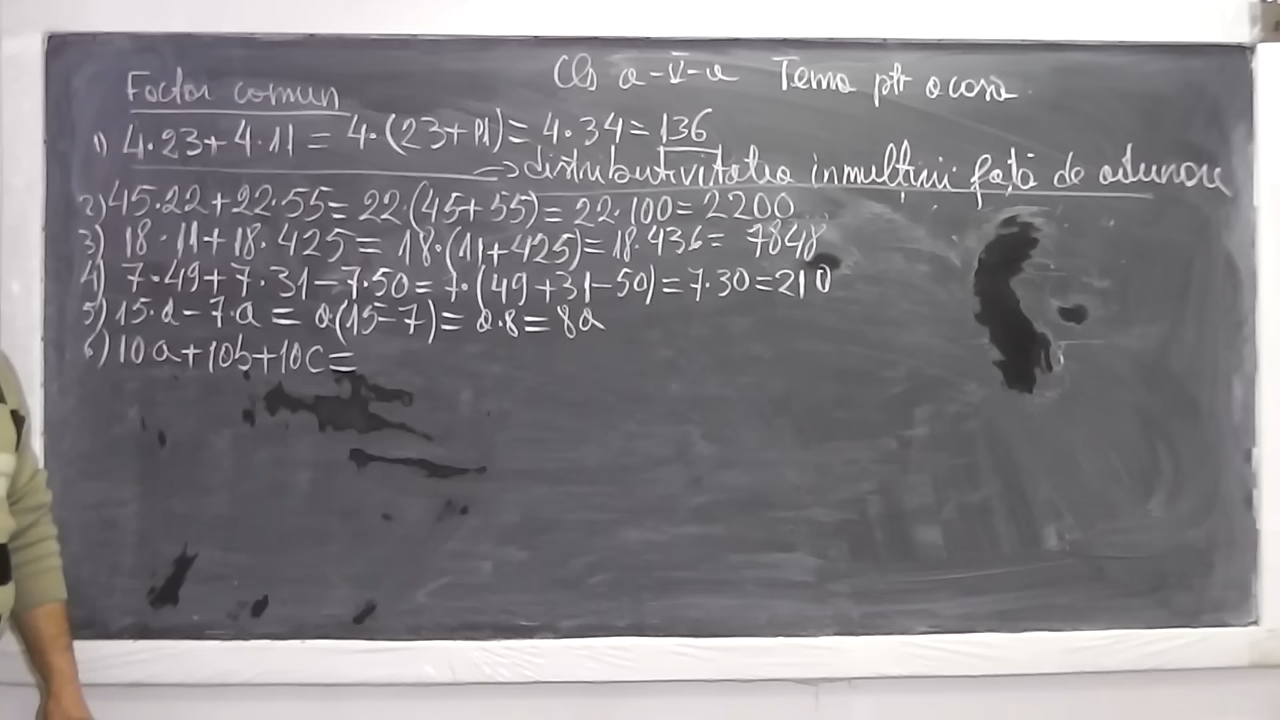 Cls a-V-a Tema ptr acasa
Factor comun
1) 4·23+4·11 = 4·(23+11)= 4·34= 136
→ distributivitatea inmultirii față de adunare
2) 45·22+22·55= 22·(45+55)= 22·100= 2200
3) 18·11+18·425= 18·(11+425)= 18·436= 7848
4) 7·49+7·31-7·50= 7·(49+31-50)= 7·30=210
5) 15·a-7·a = a(15-7)= a·8= 8a
6) 10a+10b+10c=